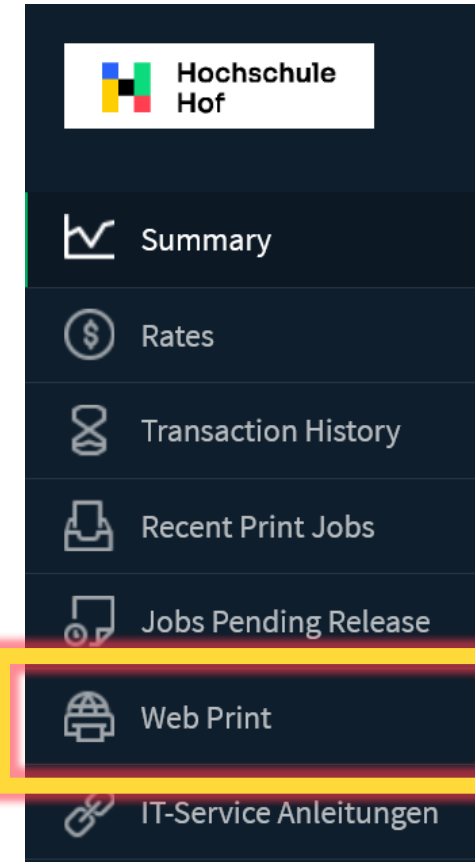 Hochschule
Hof
Summary
Rates
Transaction History
Recent Print Jobs
Jobs Pending Release
Web Print
IT-Service Anleitungen